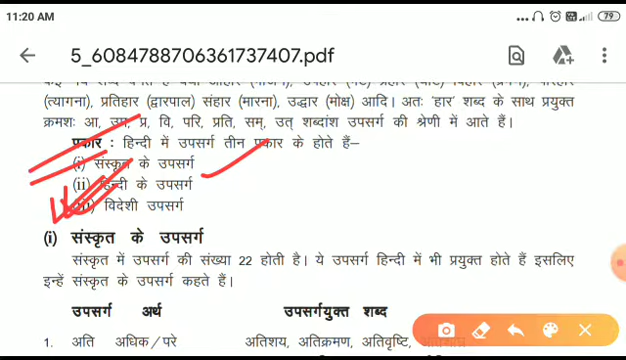 11:20 AM
79
5_6084788706361737407.pdf
(त्यागना), प्रतिहार (द्वारपाल) संहार (मारना), उद्धार (मोक्ष) आदि। अतः 'हार' शब्द के साथ प्रयुक्त
क्रमशः आ, उप, प्र, वि, परि, प्रति, सम्, उत् शब्दांश उपसर्ग की श्रेणी में आते हैं।
प्रकार : हिन्दी में उपसर्ग तीन प्रकार के होते हैं–
(i) संस्कृत के उपसर्ग
(ii) हिन्दी के उपसर्ग
(iii) विदेशी उपसर्ग
(i) संस्कृत के उपसर्ग
संस्कृत में उपसर्ग की संख्या 22 होती है। ये उपसर्ग हिन्दी में भी प्रयुक्त होते हैं इसलिए
इन्हें संस्कृत के उपसर्ग कहते हैं।
उपसर्ग अर्थ उपसर्गयुक्त शब्द
1. अति अधिक/परे अतिशय, अतिक्रमण, अतिवृष्टि,